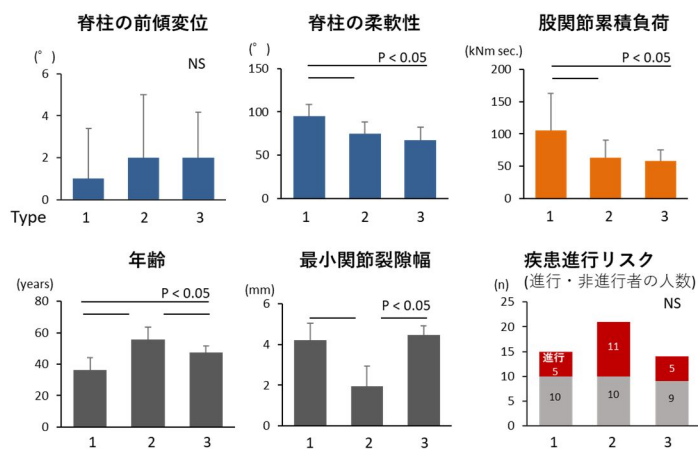 脊柱の前傾変位
(°)
NS
6
4
2
0
Type
1 2 3
脊柱の柔軟性
(°)
P < 0.05
150
100
50
0
1 2 3
股関節累積負荷
(kNm sec.)
P < 0.05
200
150
100
50
0
1 2 3
年齢
(years)
P < 0.05
80
60
40
20
0
1 2 3
最小関節裂隙幅
(mm)
P < 0.05
6
4
2
0
1 2 3
疾患進行リスク
(n) (進行・非進行者の人数)
NS
25
20
15
10
5
0
進行
5 11 5
10 10 9
1 2 3